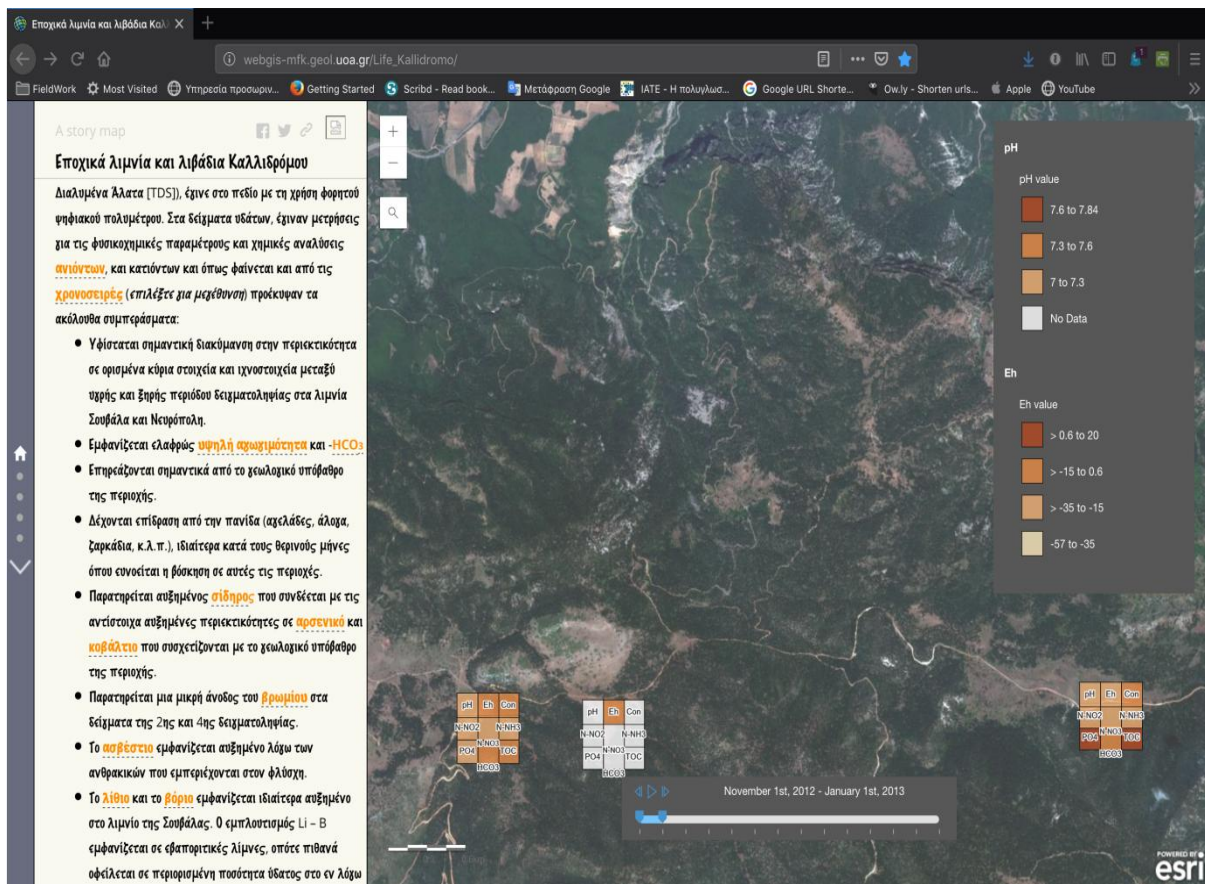 Εποχικά λιμνία και λιβάδια Καλ
webgis-mfk.geol.uoa.gr/Life_Kallidromo/
FieldWork Most Visited Υπηρεσία προσωριν... Getting Started Scribd - Read book... Μετάφραση Google IATE - Η πολυγλωσ... Google URL Shorte... Ow.ly - Shorten urls... Apple YouTube
A story map
Εποχικά λιμνία και λιβάδια Καλλιδρόμου
Διαλυμένα Άλατα [TDS]), έγινε στο πεδίο με τη χρήση φορητού
ψηφιακού πολυμέτρου. Στα δείγματα υδάτων, έγιναν μετρήσεις
για τις φυσικοχημικές παραμέτρους και χημικές αναλύσεις
ανιόντων, και κατιόντων και όπως φαίνεται και από τις
χρονοσειρές (επιλέξτε για μεγέθυνση) προέκυψαν τα
ακόλουθα συμπεράσματα:
• Υφίσταται σημαντική διακύμανση στην περιεκτικότητα
σε ορισμένα κύρια στοιχεία και ιχνοστοιχεία μεταξύ
υγρής και ξηρής περιόδου δειγματοληψίας στα λιμνία
Σουβάλα και Νευρόπολη.
• Εμφανίζεται ελαφρώς υψηλή αγωγιμότητα και -HCO3
• Επηρεάζονται σημαντικά από το γεωλογικό υπόβαθρο
της περιοχής.
• Δέχονται επίδραση από την πανίδα (αγελάδες, άλογα,
ζαρκάδια, κ.λ.π.), ιδιαίτερα κατά τους θερινούς μήνες
όπου ευνοείται η βόσκηση σε αυτές τις περιοχές.
• Παρατηρείται αυξημένος σίδηρος που συνδέεται με τις
αντίστοιχα αυξημένες περιεκτικότητες σε αρσενικό και
κοβάλτιο που συσχετίζονται με το γεωλογικό υπόβαθρο
της περιοχής.
• Παρατηρείται μια μικρή άνοδος του βρωμίου στα
δείγματα της 2ης και 4ης δειγματοληψίας.
• Το ασβέστιο εμφανίζεται αυξημένο λόγω των
ανθρακικών που εμπεριέχονται στον φλύσχη.
• Το λίθιο και το βόριο εμφανίζεται ιδιαίτερα αυξημένο
στο λιμνίο της Σουβάλας. Ο εμπλουτισμός Li – B
εμφανίζεται σε εβαποριτικές λίμνες, οπότε πιθανά
οφείλεται σε περιορισμένη ποσότητα ύδατος στο εν λόγω
pH
pH value
7.6 to 7.84
7.3 to 7.6
7 to 7.3
No Data
Eh
Eh value
> 0.6 to 20
> -15 to 0.6
> -35 to -15
-57 to -35
pH Eh Con
N-NO2 N-NH3
N-NO3
PO4 TOC
HCO3
pH Eh Con
N-NO2 N-NH3
N-NO3
PO4 TOC
HCO3
pH Eh Con
N-NO2 N-NH3
N-NO3
PO4 TOC
HCO3
November 1st, 2012 - January 1st, 2013
POWERED BY
esri